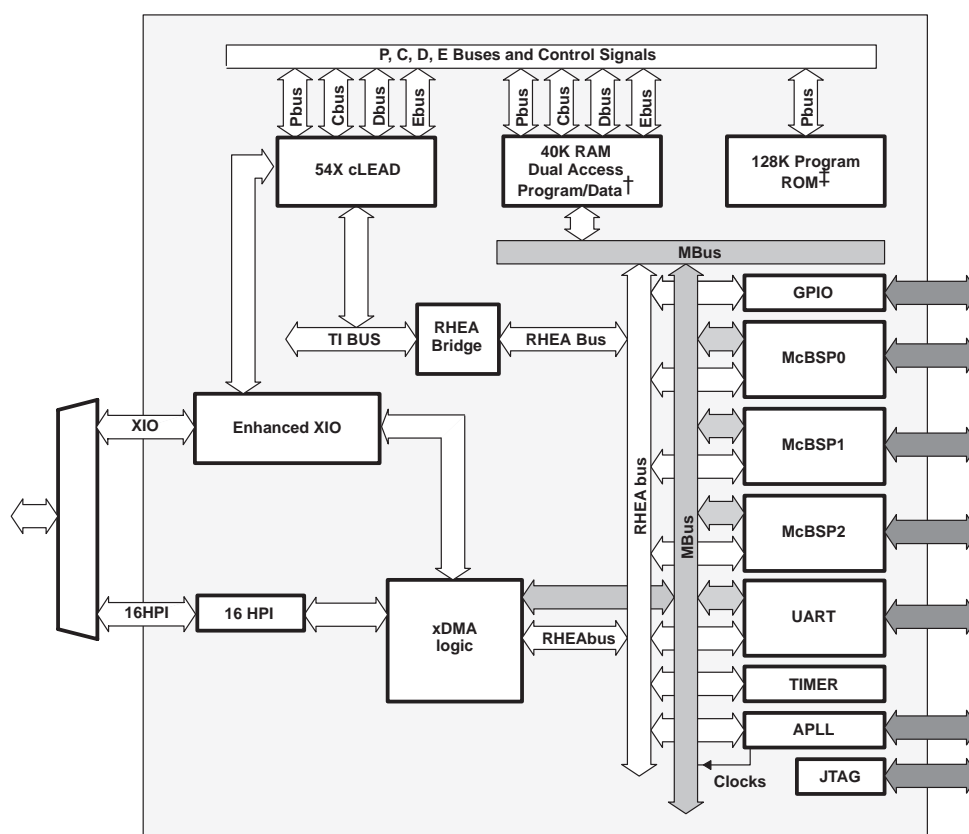 P, C, D, E Buses and Control Signals
Pbus
Cbus
Dbus
Ebus
Pbus
Cbus
Dbus
Ebus
Pbus
54X cLEAD
40K RAM
Dual Access
Program/Data†
128K Program
ROM‡
MBus
GPIO
TI BUS
RHEA
Bridge
RHEA Bus
McBSP0
XIO
Enhanced XIO
McBSP1
RHEA bus
MBus
McBSP2
16HPI
16 HPI
xDMA
logic
RHEAbus
UART
TIMER
APLL
Clocks
JTAG